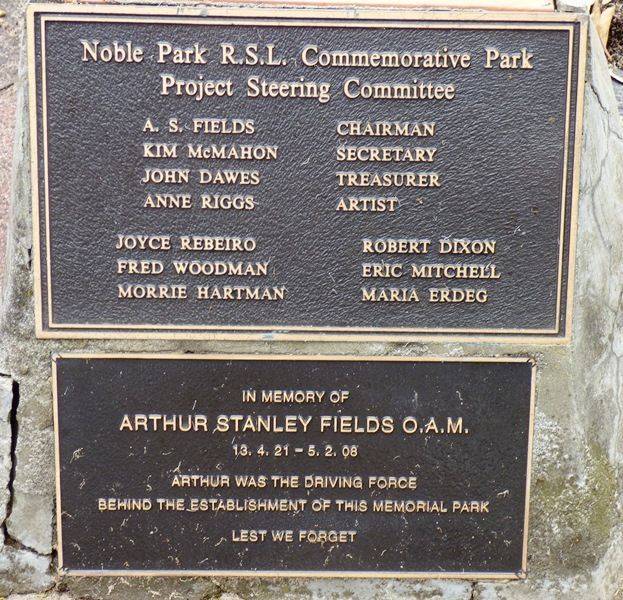 Noble Park R.S.L. Commemorative Park
Project Steering Committee
A. S. FIELDS CHAIRMAN
KIM McMAHON SECRETARY
JOHN DAWES TREASURER
ANNE RIGGS ARTIST
JOYCE REBEIRO ROBERT DIXON
FRED WOODMAN ERIC MITCHELL
MORRIE HARTMAN MARIA ERDEG
IN MEMORY OF
ARTHUR STANLEY FIELDS O.A.M.
13. 4. 21 – 5. 2. 08
ARTHUR WAS THE DRIVING FORCE
BEHIND THE ESTABLISHMENT OF THIS MEMORIAL PARK
LEST WE FORGET